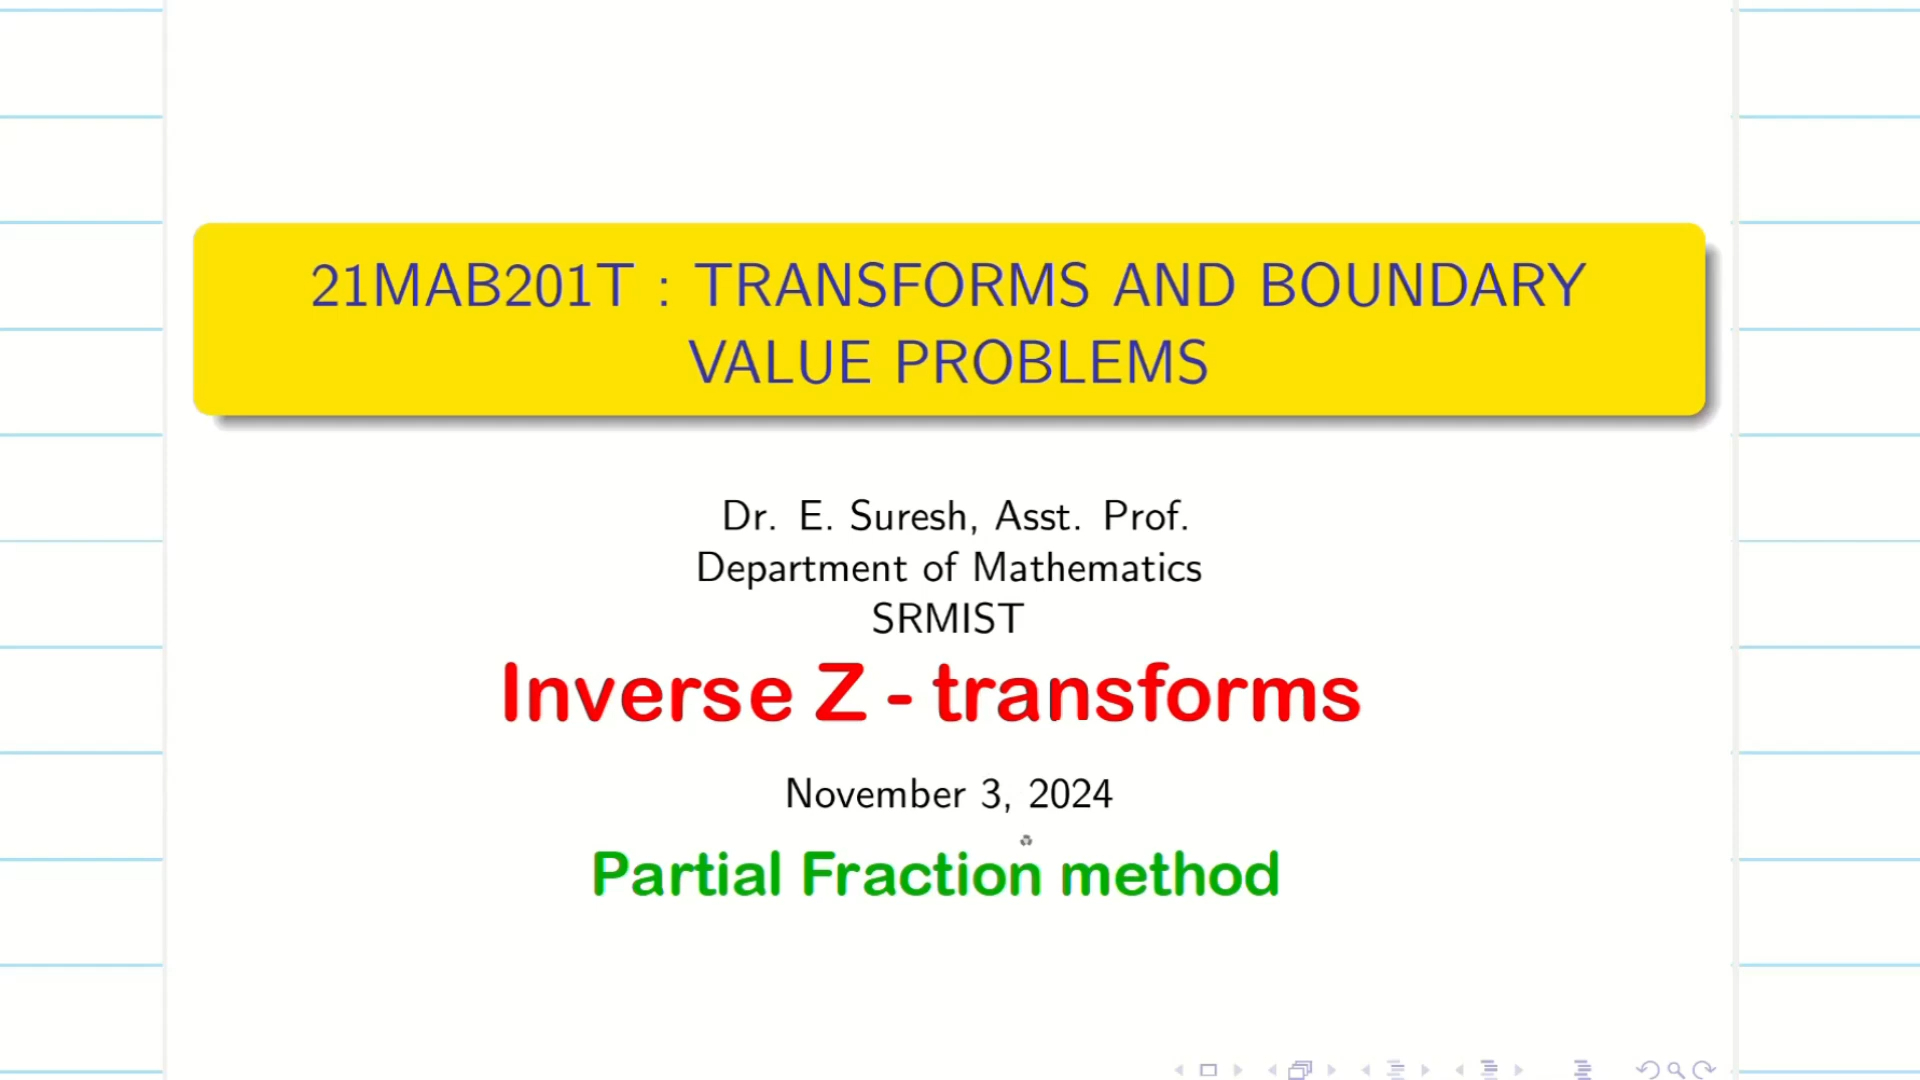 21MAB201T : TRANSFORMS AND BOUNDARY
VALUE PROBLEMS
Dr. E. Suresh, Asst. Prof.
Department of Mathematics
SRMIST
Inverse Z - transforms
November 3, 2024
Partial Fraction method